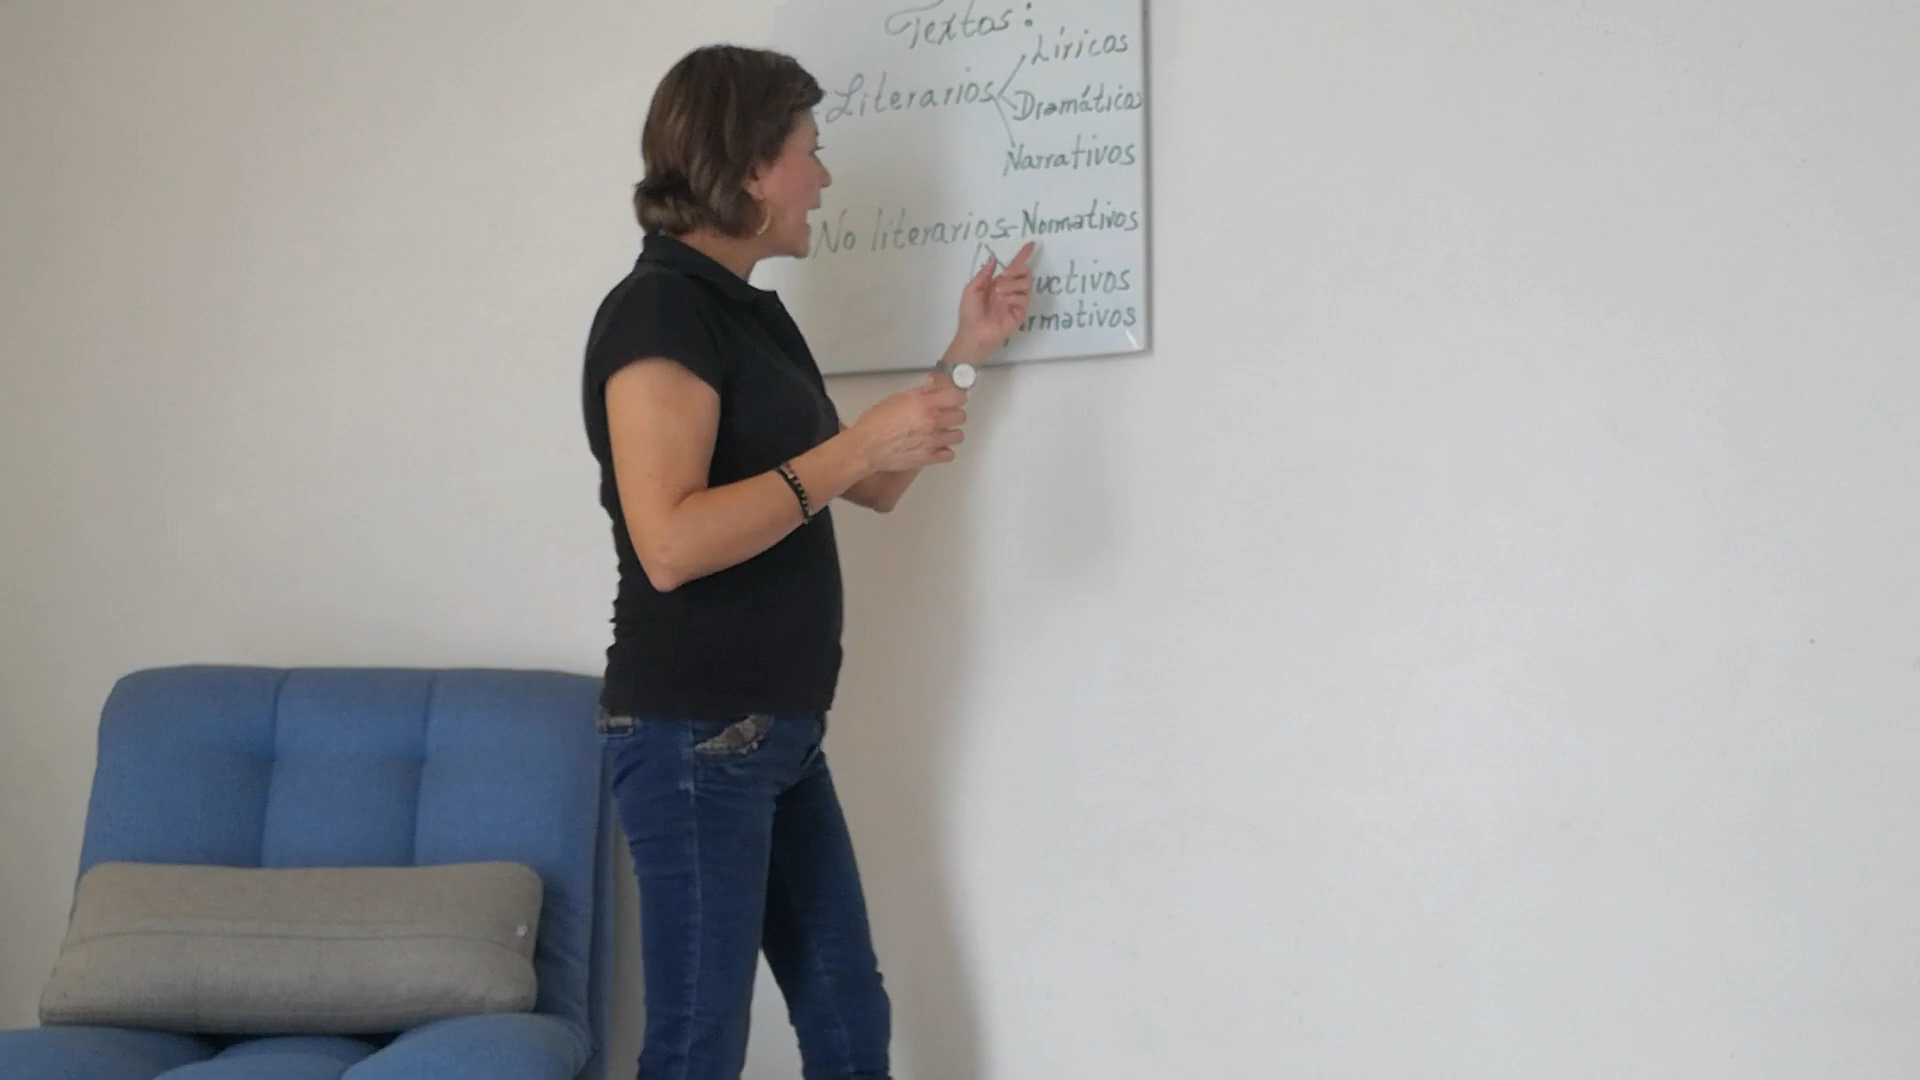 Textos:
Líricos
Literarios
Dramáticos
Narrativos
No literarios - Normativos